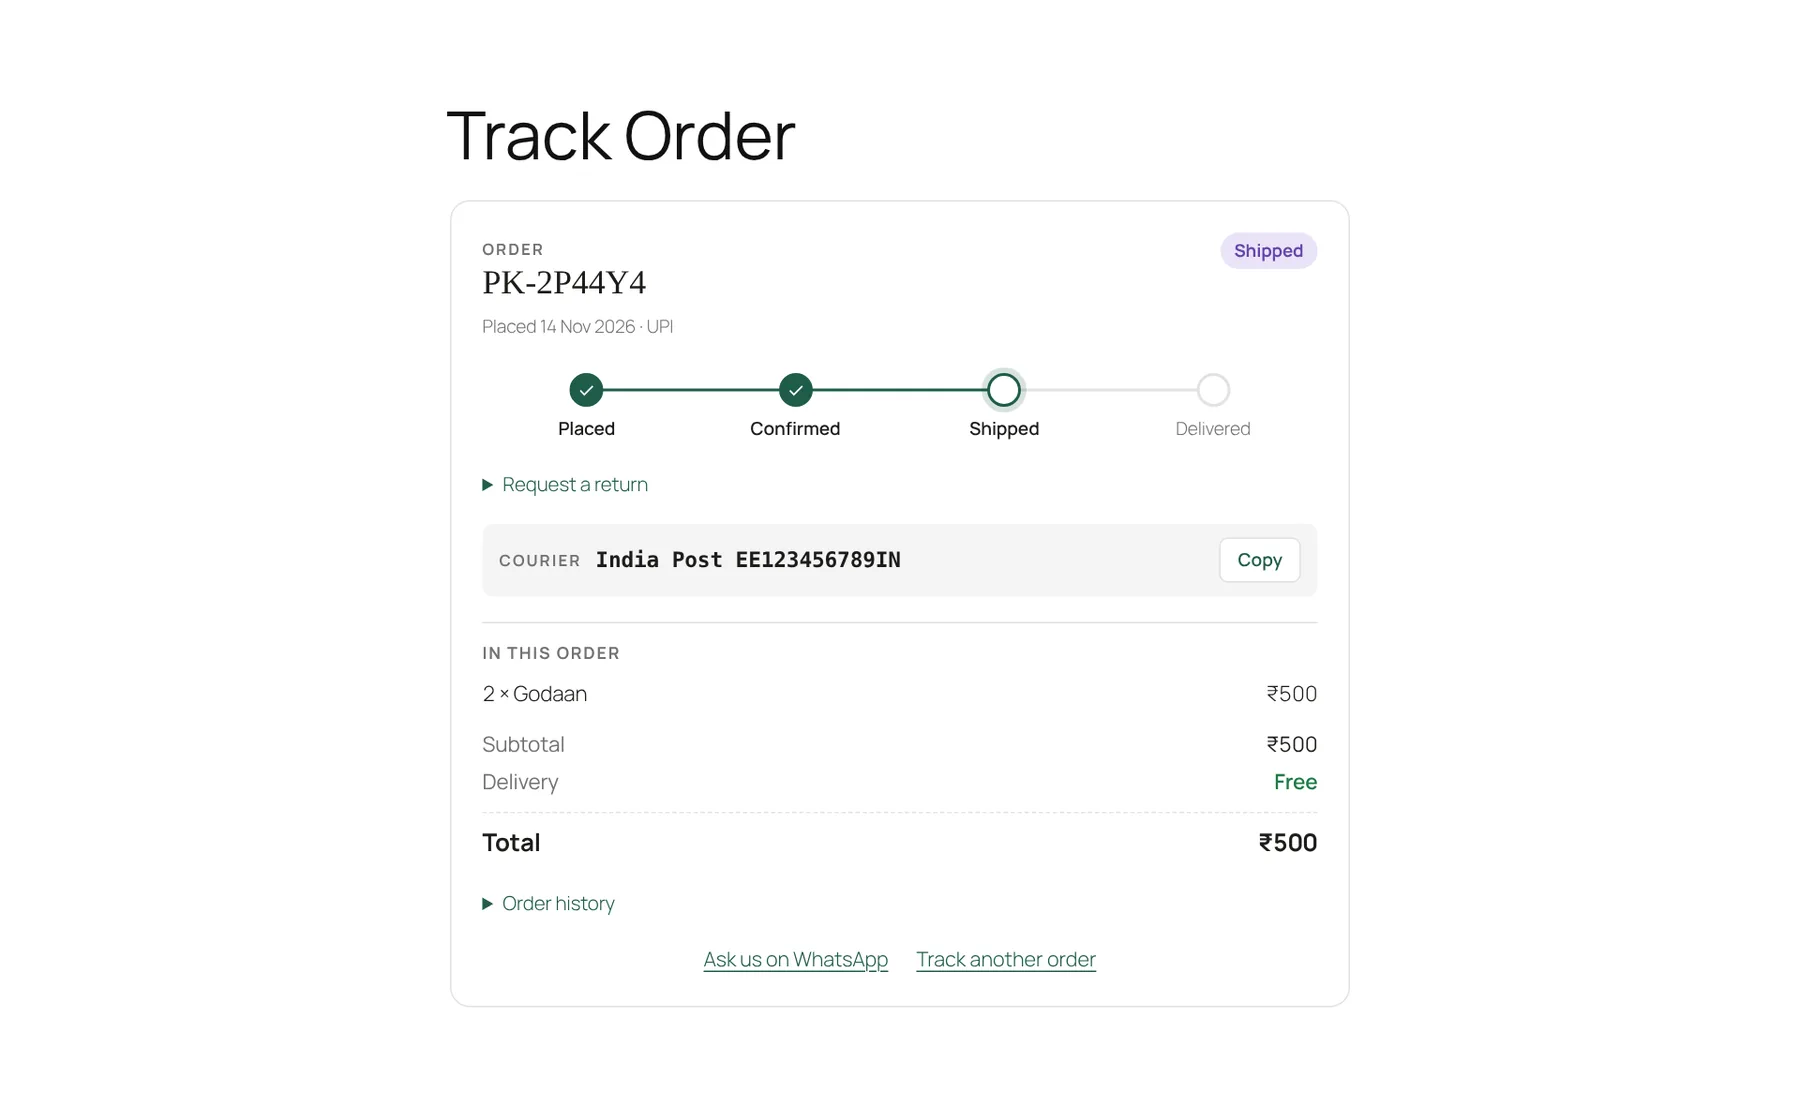 Track Order
ORDER
Shipped
PK-2P44Y4
Placed 14 Nov 2026 · UPI
Placed Confirmed Shipped Delivered
▶ Request a return
COURIER India Post EE123456789IN Copy
IN THIS ORDER
2 × Godaan ₹500
Subtotal ₹500
Delivery Free
Total ₹500
▶ Order history
Ask us on WhatsApp Track another order